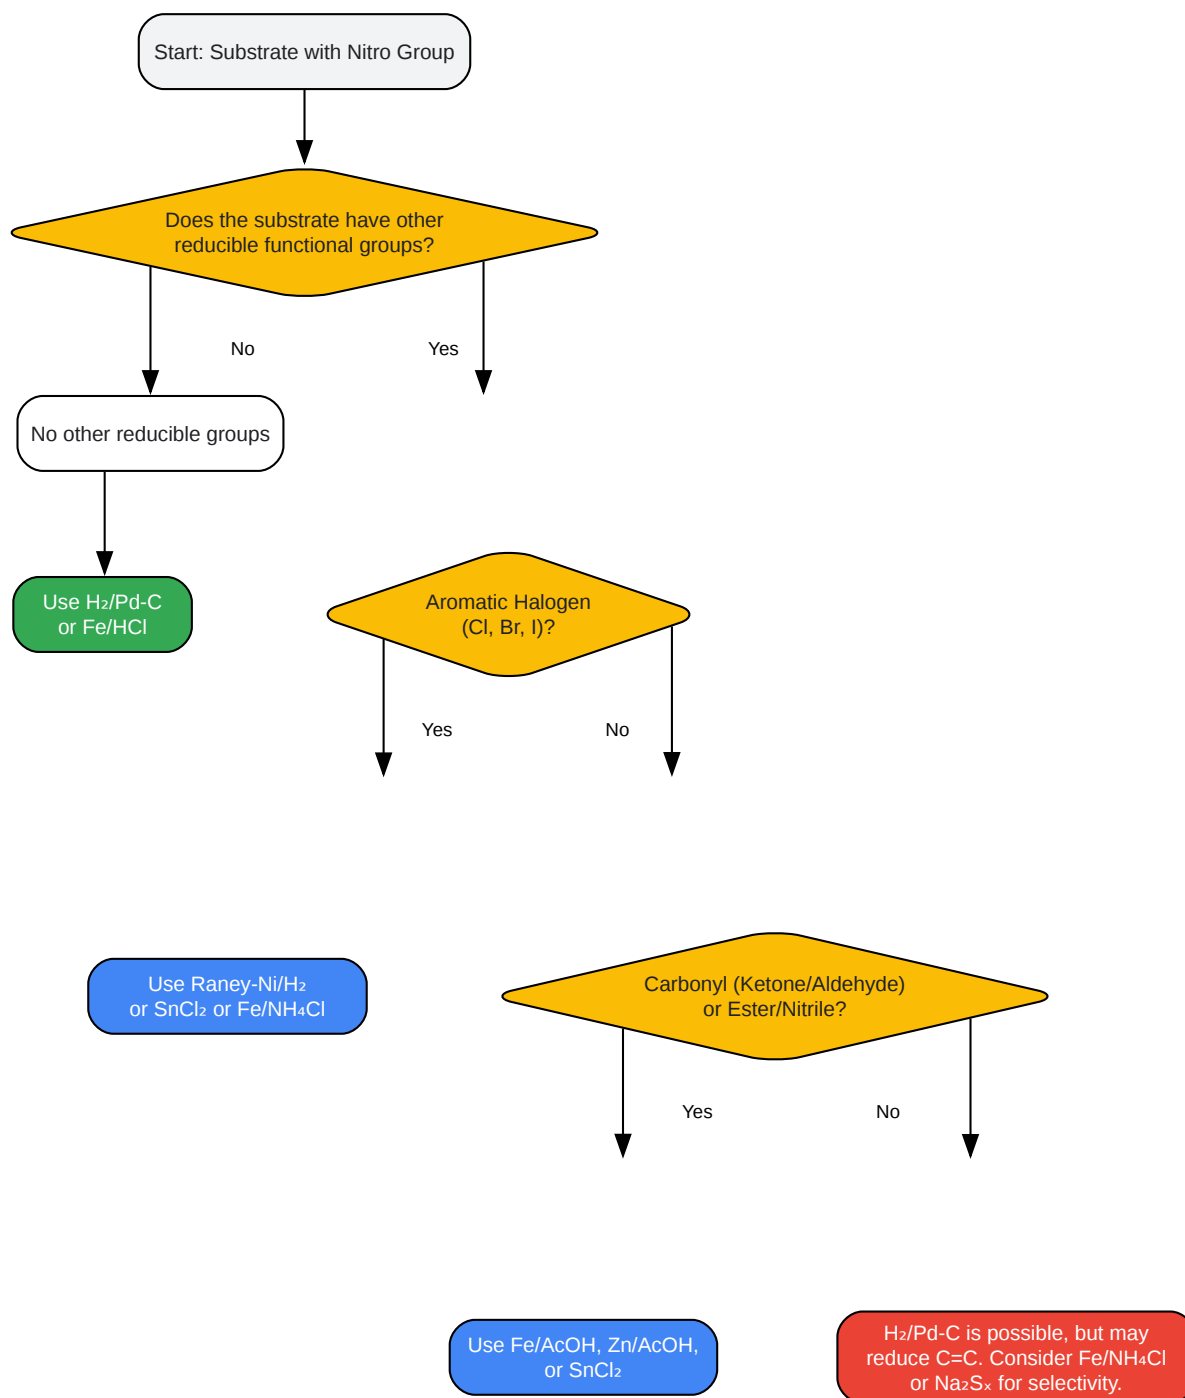 Start: Substrate with Nitro Group
Does the substrate have other
reducible functional groups?
No
Yes
No other reducible groups
Use H₂/Pd-C
or Fe/HCl
Aromatic Halogen
(Cl, Br, I)?
Yes
No
Use Raney-Ni/H₂
or SnCl₂ or Fe/NH₄Cl
Carbonyl (Ketone/Aldehyde)
or Ester/Nitrile?
Yes
No
Use Fe/AcOH, Zn/AcOH,
or SnCl₂
H₂/Pd-C is possible, but may
reduce C=C. Consider Fe/NH₄Cl
or Na₂Sₓ for selectivity.